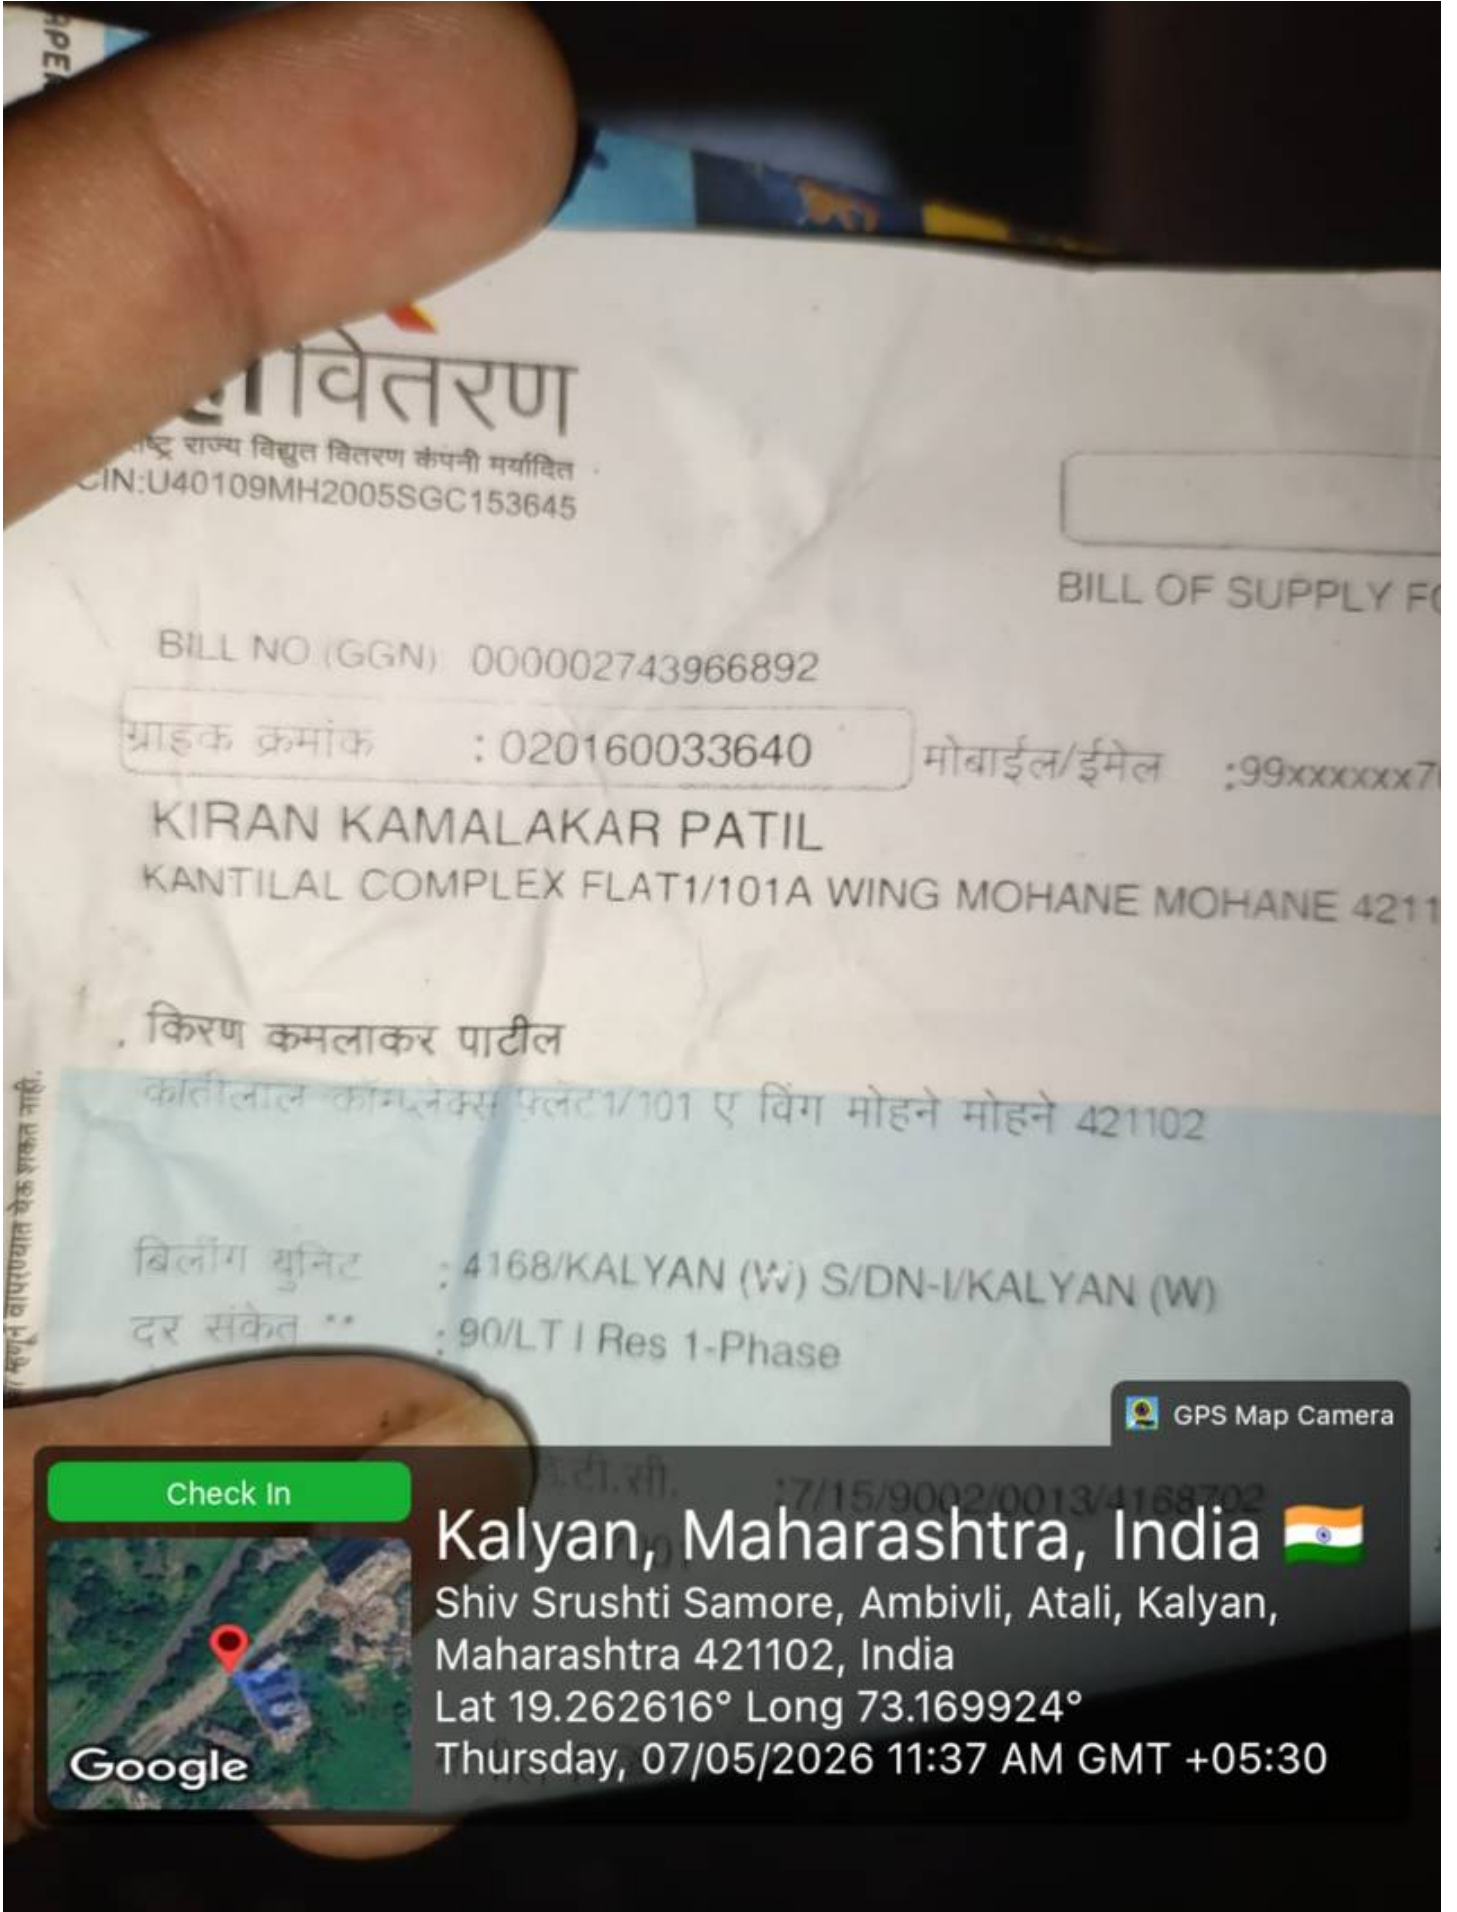 वितरण
राज्य विद्युत वितरण कंपनी मर्यादित
CIN:U40109MH2005SGC153645
BILL OF SUPPLY
BILL NO (GGN) 000002743966892
ग्राहक क्रमांक : 020160033640 मोबाईल/ईमेल :99xxxxxx7
KIRAN KAMALAKAR PATIL
KANTILAL COMPLEX FLAT1/101A WING MOHANE MOHANE 4211
किरण कमलाकर पाटील
कांतीलाल कॉम्प्लेक्स फ्लॅट1/101 ए विंग मोहने मोहने 421102
बिलींग युनिट : 4168/KALYAN (W) S/DN-I/KALYAN (W)
दर संकेत ** : 90/LT I Res 1-Phase
म्हणून वापरण्यात येऊ शकत नाही.
GPS Map Camera
डी.टी.सी. :7/15/9002/0013/4168702
Check In
Kalyan, Maharashtra, India
Shiv Srushti Samore, Ambivli, Atali, Kalyan,
Maharashtra 421102, India
Lat 19.262616° Long 73.169924°
Thursday, 07/05/2026 11:37 AM GMT +05:30
Google